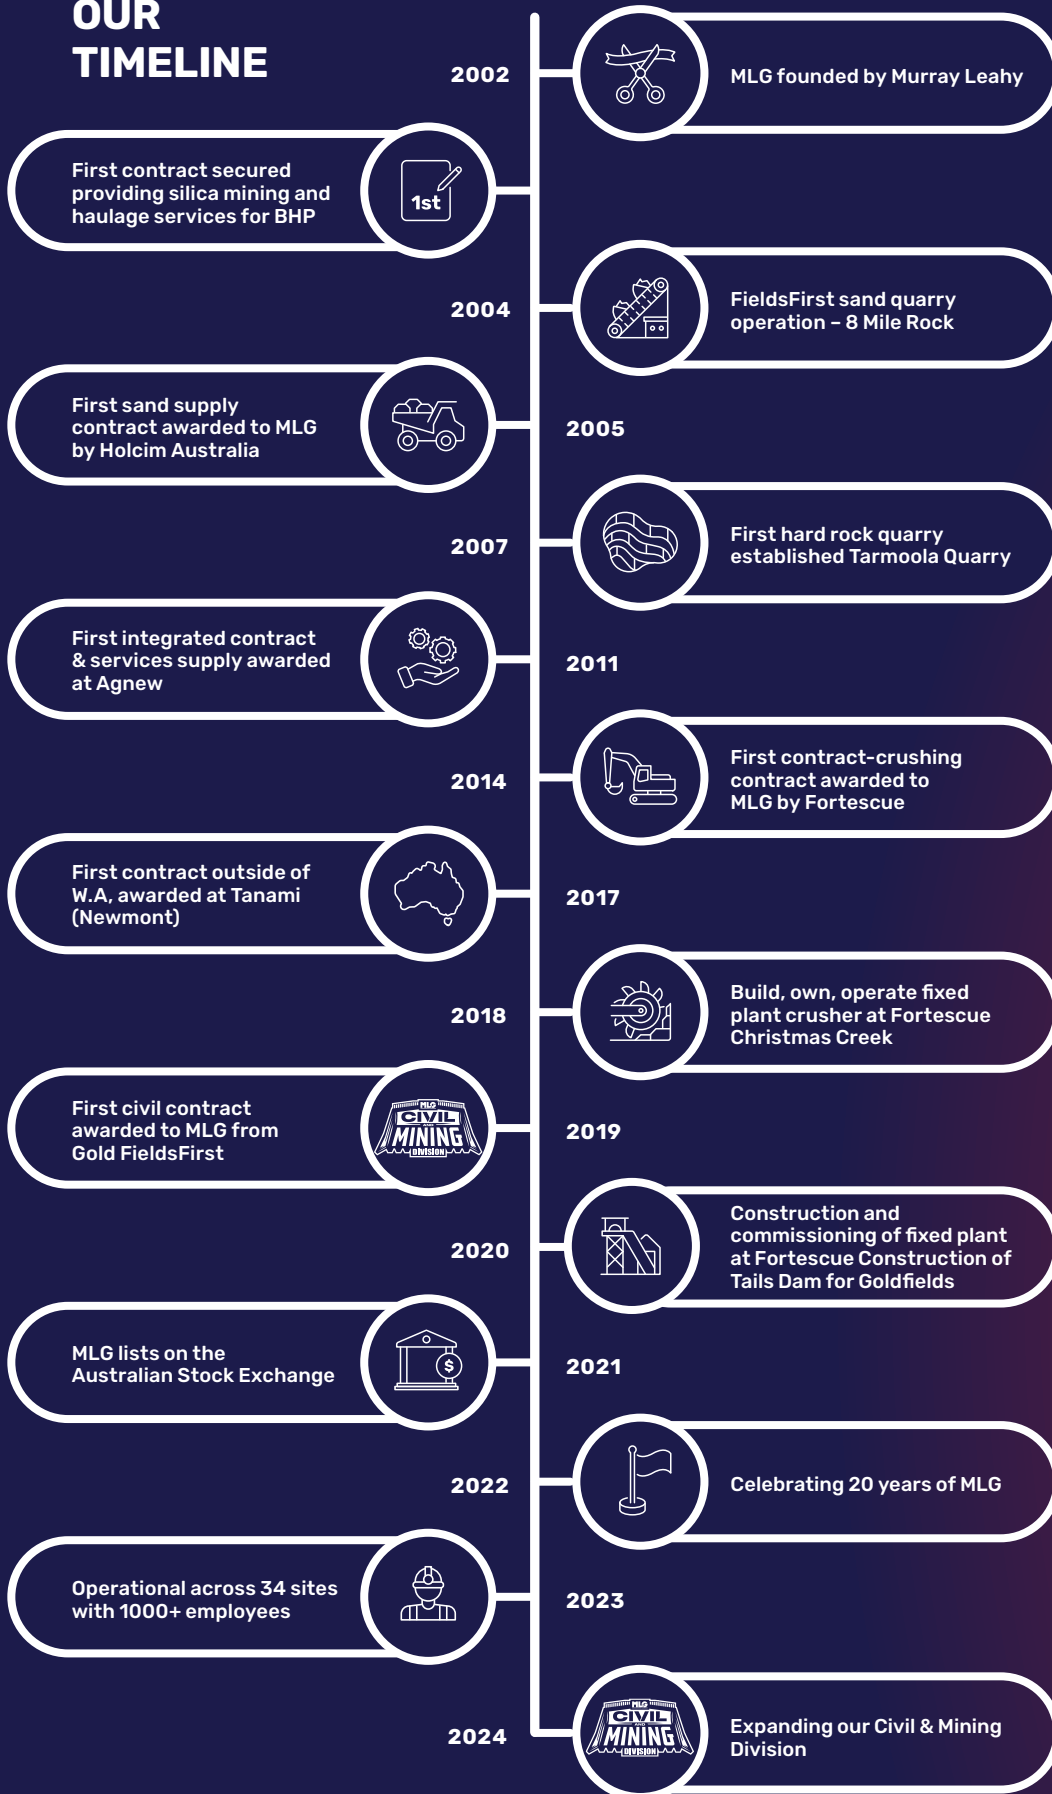 OUR
TIMELINE
2002
MLG founded by Murray Leahy
First contract secured
providing silica mining and
haulage services for BHP
1st
2004
FieldsFirst sand quarry
operation – 8 Mile Rock
First sand supply
contract awarded to MLG
by Holcim Australia
2005
2007
First hard rock quarry
established Tarmoola Quarry
First integrated contract
& services supply awarded
at Agnew
2011
2014
First contract-crushing
contract awarded to
MLG by Fortescue
First contract outside of
W.A, awarded at Tanami
(Newmont)
2017
2018
Build, own, operate fixed
plant crusher at Fortescue
Christmas Creek
First civil contract
awarded to MLG from
Gold FieldsFirst
MLG
CIVIL
AND
MINING
DIVISION
2019
2020
Construction and
commissioning of fixed plant
at Fortescue Construction of
Tails Dam for Goldfields
MLG lists on the
Australian Stock Exchange
$
2021
2022
Celebrating 20 years of MLG
Operational across 34 sites
with 1000+ employees
2023
2024
MLG
CIVIL
AND
MINING
DIVISION
Expanding our Civil & Mining
Division